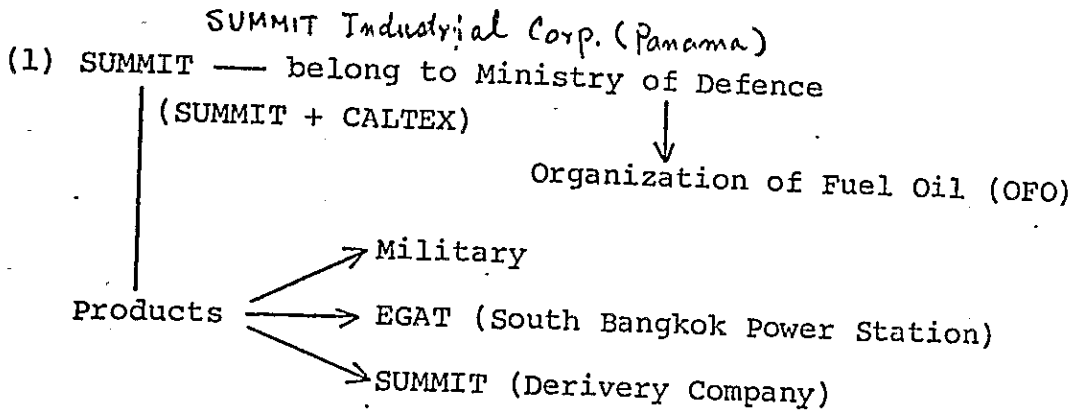 SUMMIT Industrial Corp. (Panama)
(1) SUMMIT — belong to Ministry of Defence
(SUMMIT + CALTEX)
Organization of Fuel Oil (OFO)
Military
Products
EGAT (South Bangkok Power Station)
SUMMIT (Derivery Company)